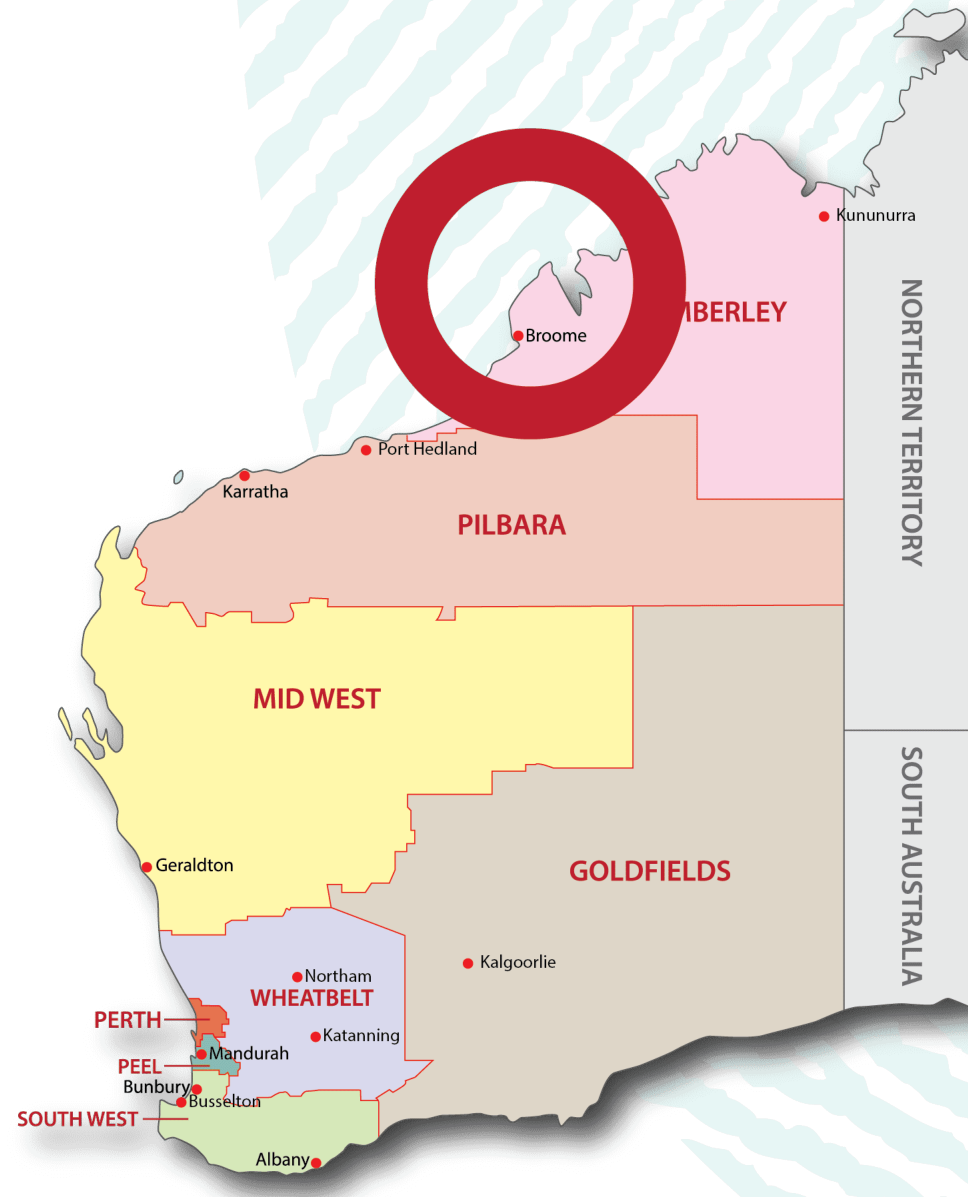 Kununurra
MBERLEY
NORTHERN TERRITORY
Broome
Port Hedland
Karratha
PILBARA
MID WEST
SOUTH AUSTRALIA
Geraldton
GOLDFIELDS
Kalgoorlie
Northam
WHEATBELT
PERTH
Katanning
Mandurah
PEEL
Bunbury
Busselton
SOUTH WEST
Albany